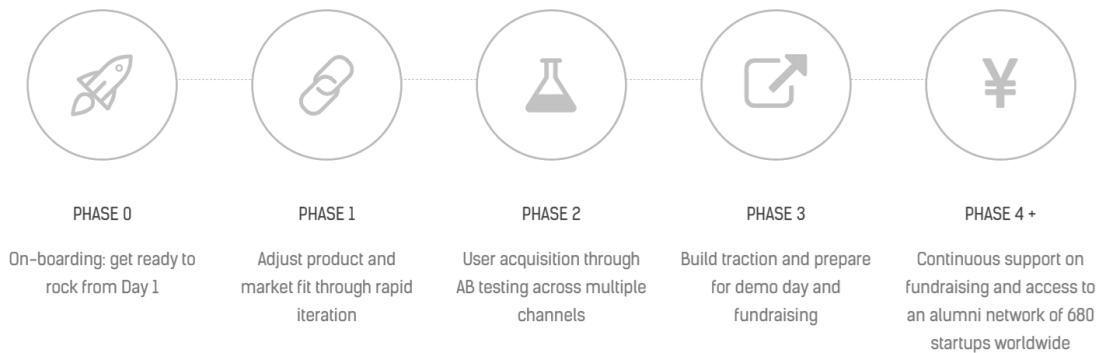 ¥
PHASE 0
On-boarding: get ready to
rock from Day 1
PHASE 1
Adjust product and
market fit through rapid
iteration
PHASE 2
User acquisition through
AB testing across multiple
channels
PHASE 3
Build traction and prepare
for demo day and
fundraising
PHASE 4 +
Continuous support on
fundraising and access to
an alumni network of 680
startups worldwide